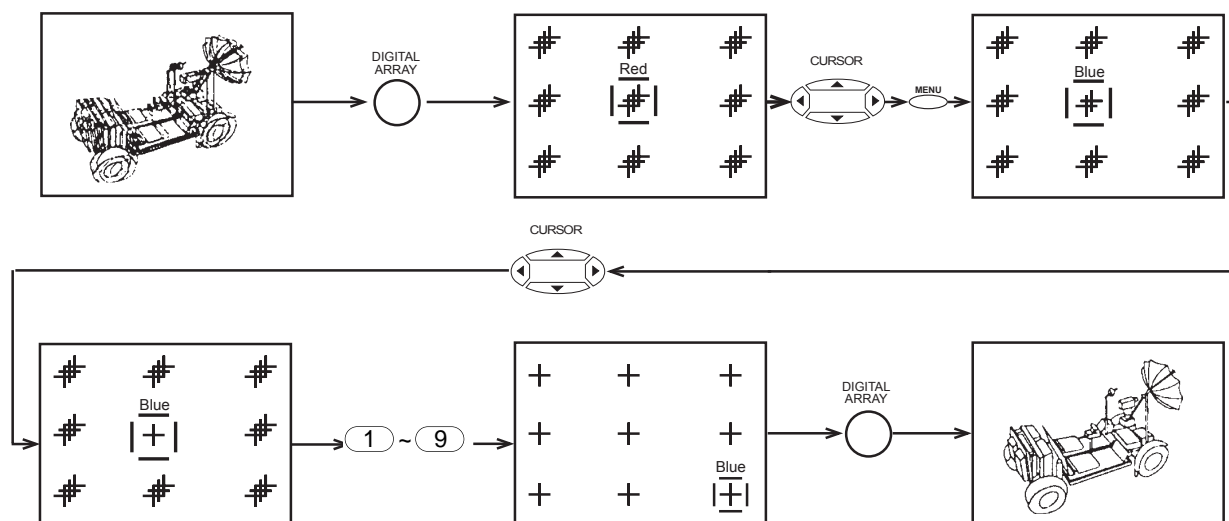 DIGITAL
ARRAY
Red
CURSOR
MENU
Blue
CURSOR
Blue
1 ~ 9
Blue
DIGITAL
ARRAY